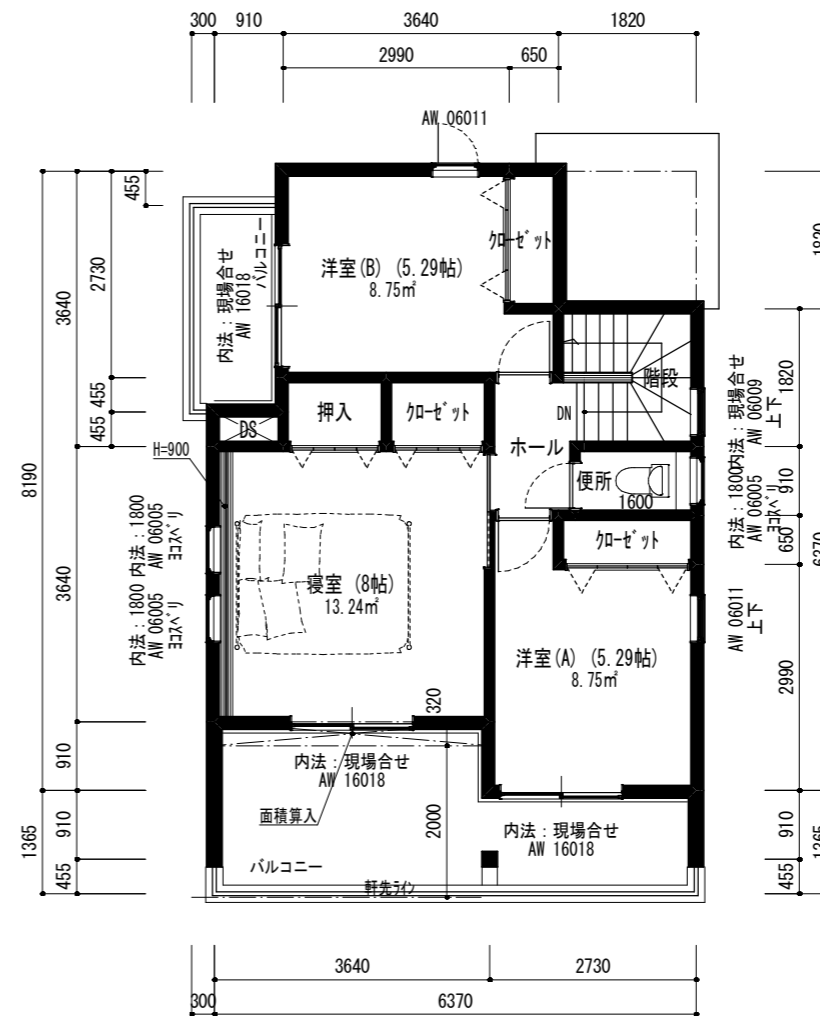 300 910 3640 1820
2990 650
AW 06011
455
2730
3640
455
455
8190
3640
910
910
455
1365
バルコニー
内法：現場合せ
AW 16018
洋室(B) (5.29帖)
8.75㎡
クローゼット
階段
DN
ホール
押入
クローゼット
DS
H=900
便所
1600
クローゼット
寝室 (8帖)
13.24㎡
洋室(A) (5.29帖)
8.75㎡
内法：1800
AW 06005
ヨコスベリ
内法：1800
AW 06005
ヨコスベリ
内法：現場合せ
AW 06009
上下
内法：1800
AW 06005
ヨコスベリ
AW 06011
上下
320
内法：現場合せ
AW 16018
面積算入
2000
内法：現場合せ
AW 16018
バルコニー
軒先ライン
1820
1820
910
650
6370
2990
910
455
1365
3640 2730
300 6370